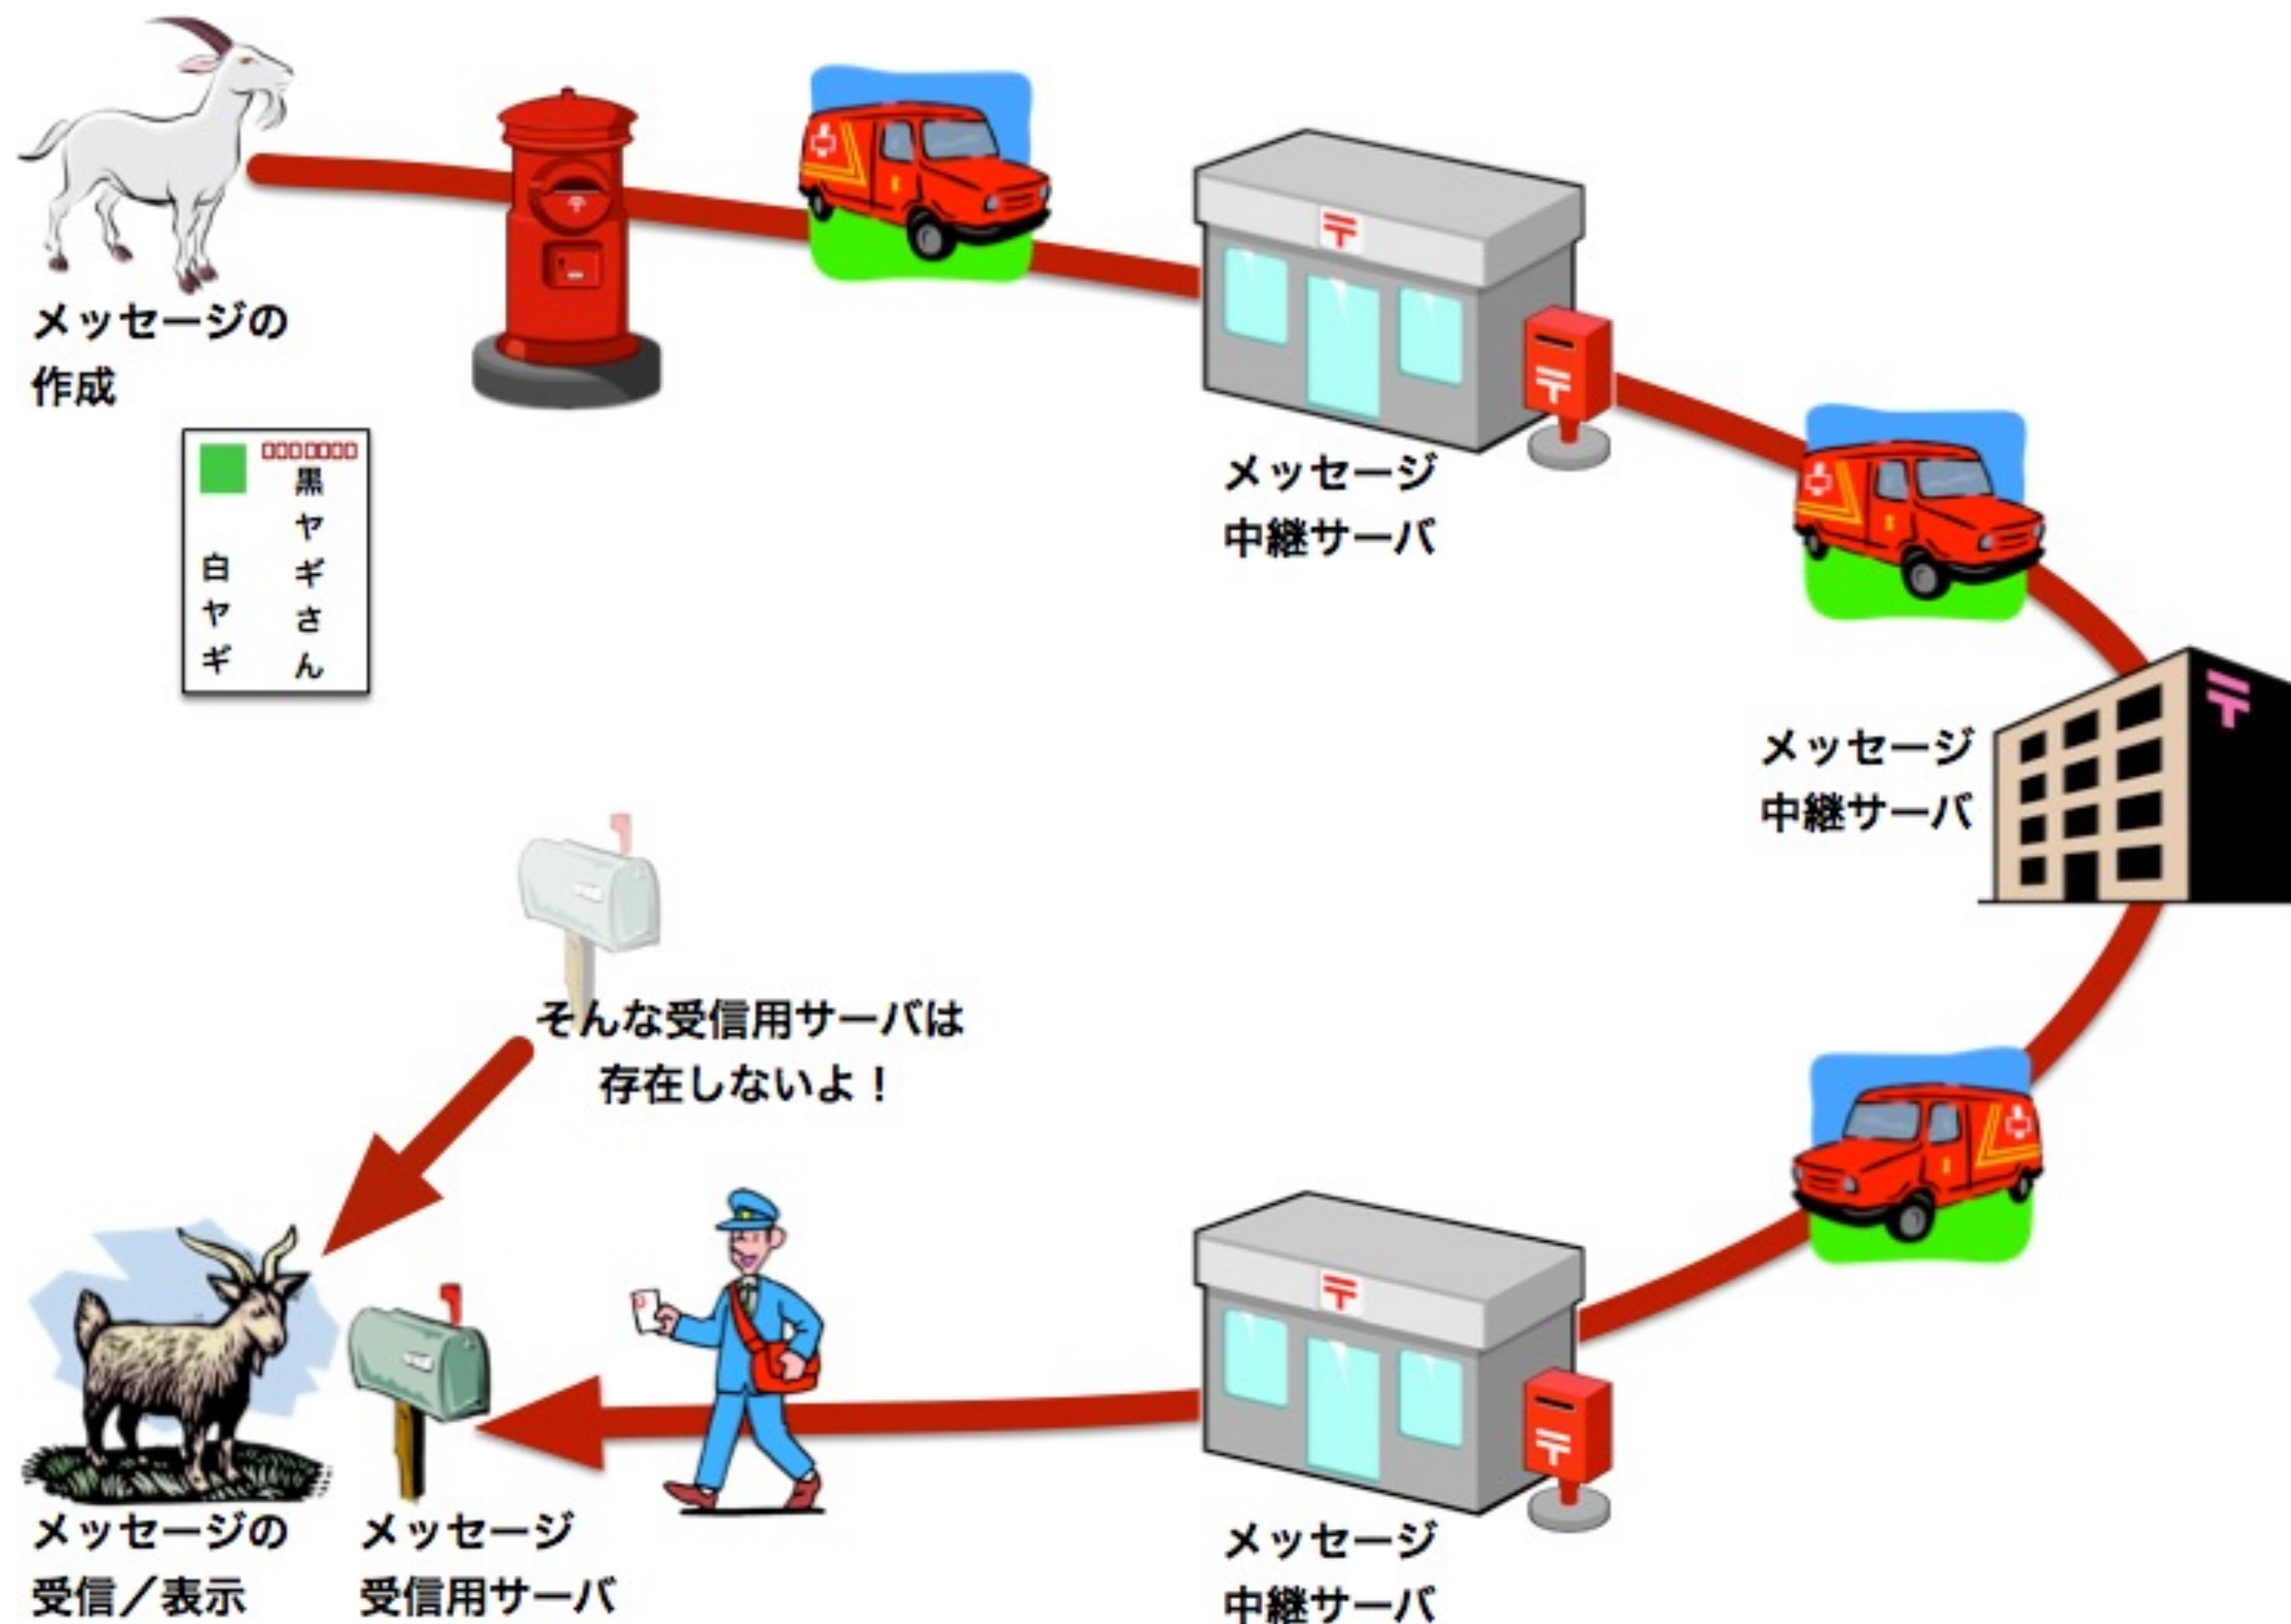 メッセージの
作成
黒ヤギさん
白ヤギ
メッセージ
中継サーバ
メッセージ
中継サーバ
そんな受信用サーバは
存在しないよ！
メッセージの
受信／表示
メッセージ
受信用サーバ
メッセージ
中継サーバ